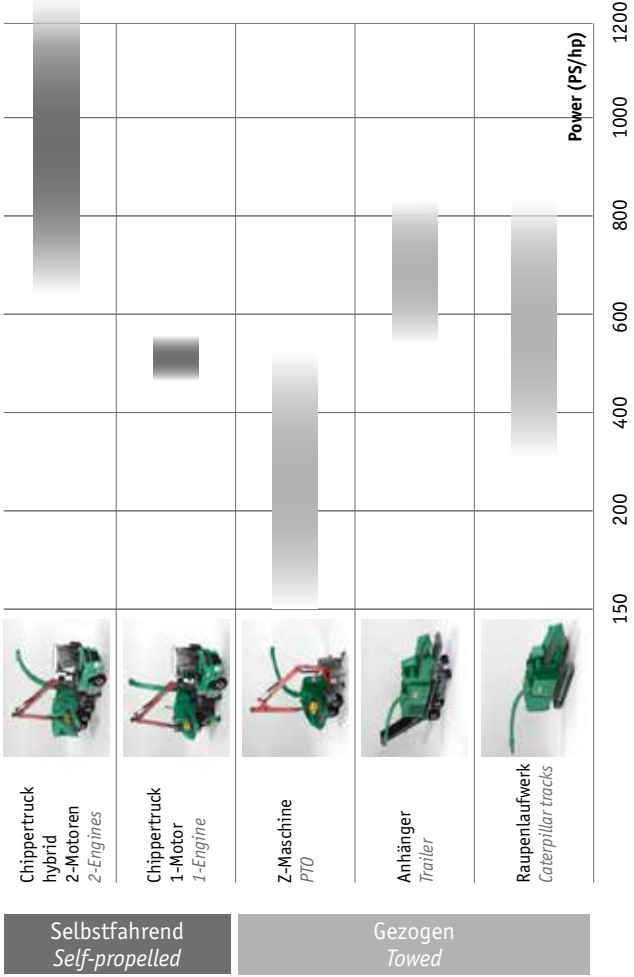 Chippertruck
hybrid
2-Motoren
2-Engines
Chippertruck
1-Motor
1-Engine
Z-Maschine
PTO
Anhänger
Trailer
Raupenlaufwerk
Caterpillar tracks
Selbstfahrend
Self-propelled
Gezogen
Towed
Power (PS/hp)
150
200
400
600
800
1000
1200